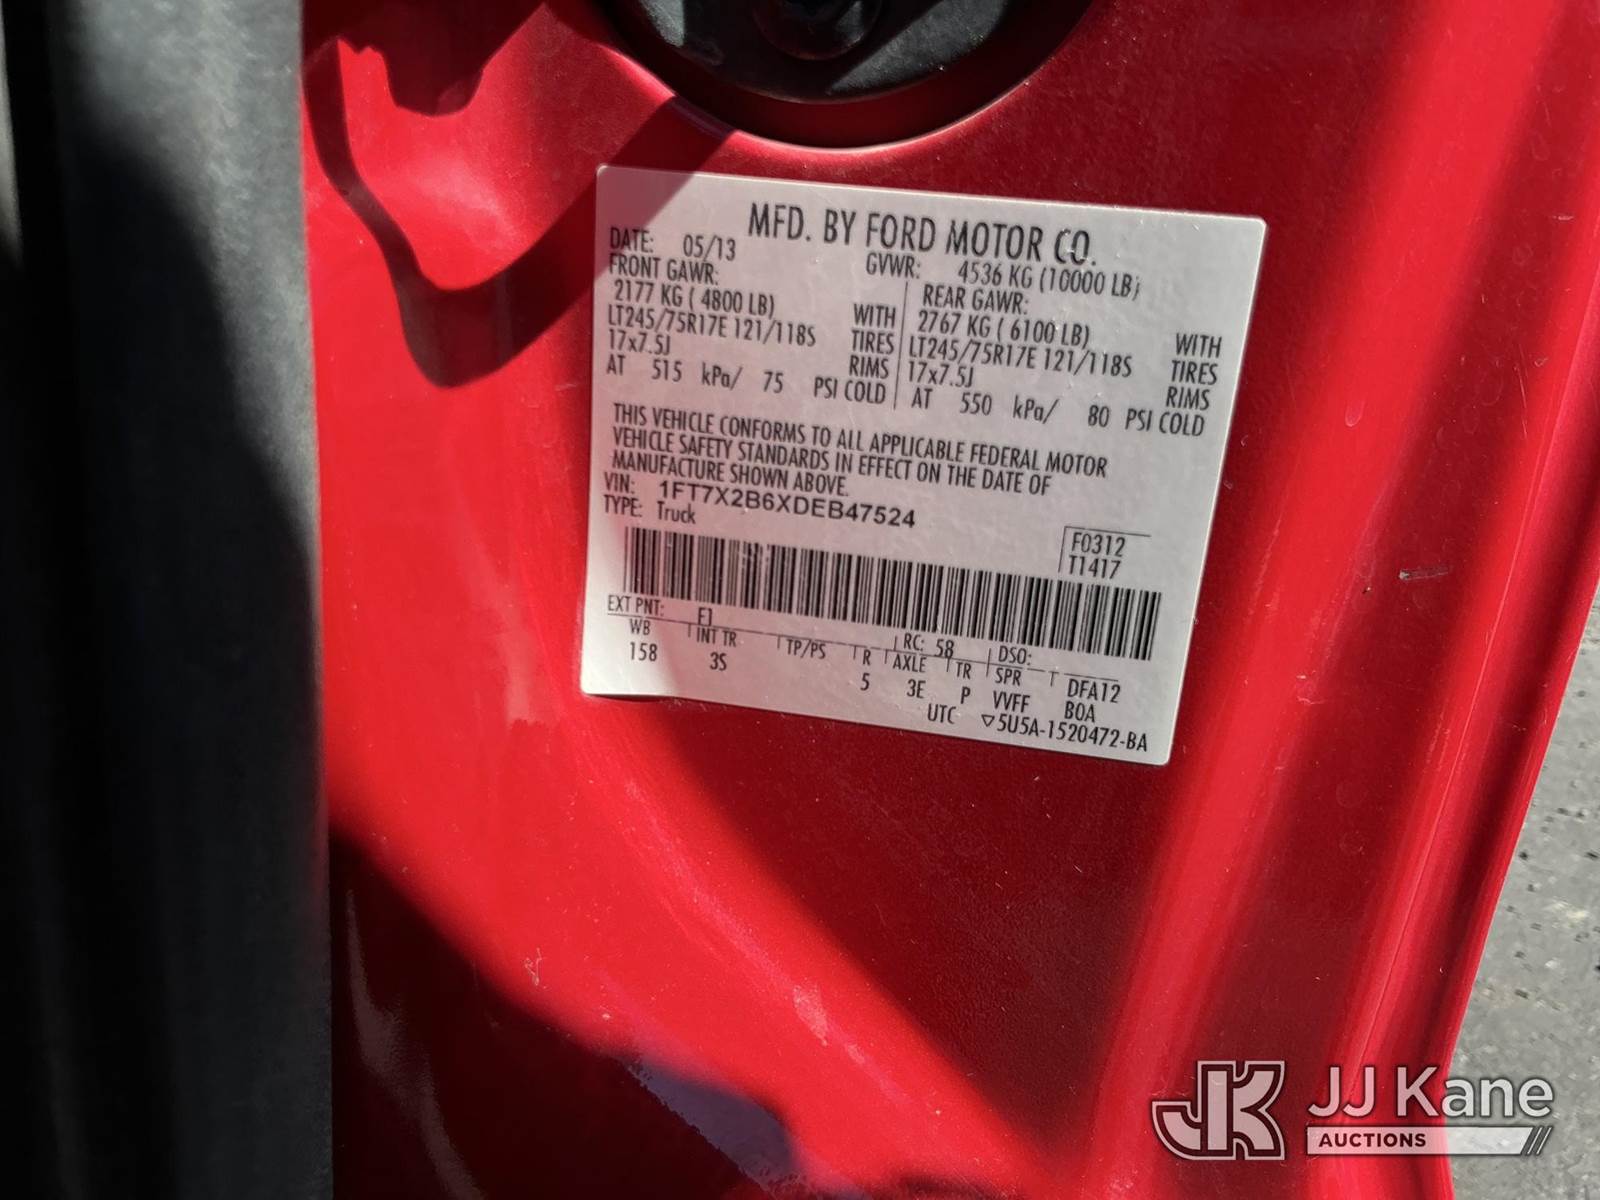 MFD. BY FORD MOTOR CO.
DATE: 05/13 GVWR: 4536 KG (10000 LB)
FRONT GAWR: REAR GAWR:
2177 KG ( 4800 LB) WITH 2767 KG ( 6100 LB) WITH
LT245/75R17E 121/118S TIRES LT245/75R17E 121/118S TIRES
17x7.5J RIMS 17x7.5J RIMS
AT 515 kPa/ 75 PSI COLD AT 550 kPa/ 80 PSI COLD
THIS VEHICLE CONFORMS TO ALL APPLICABLE FEDERAL MOTOR
VEHICLE SAFETY STANDARDS IN EFFECT ON THE DATE OF
MANUFACTURE SHOWN ABOVE.
VIN: 1FT7X2B6XDEB47524
TYPE: Truck
F0312
T1417
EXT PNT: F1 RC: 58 DSO:
WB INT TR TP/PS R AXLE TR SPR DFA12
158 3S 5 3E P VVFF BOA
UTC ▽5U5A-1520472-BA
JK JJ Kane
AUCTIONS